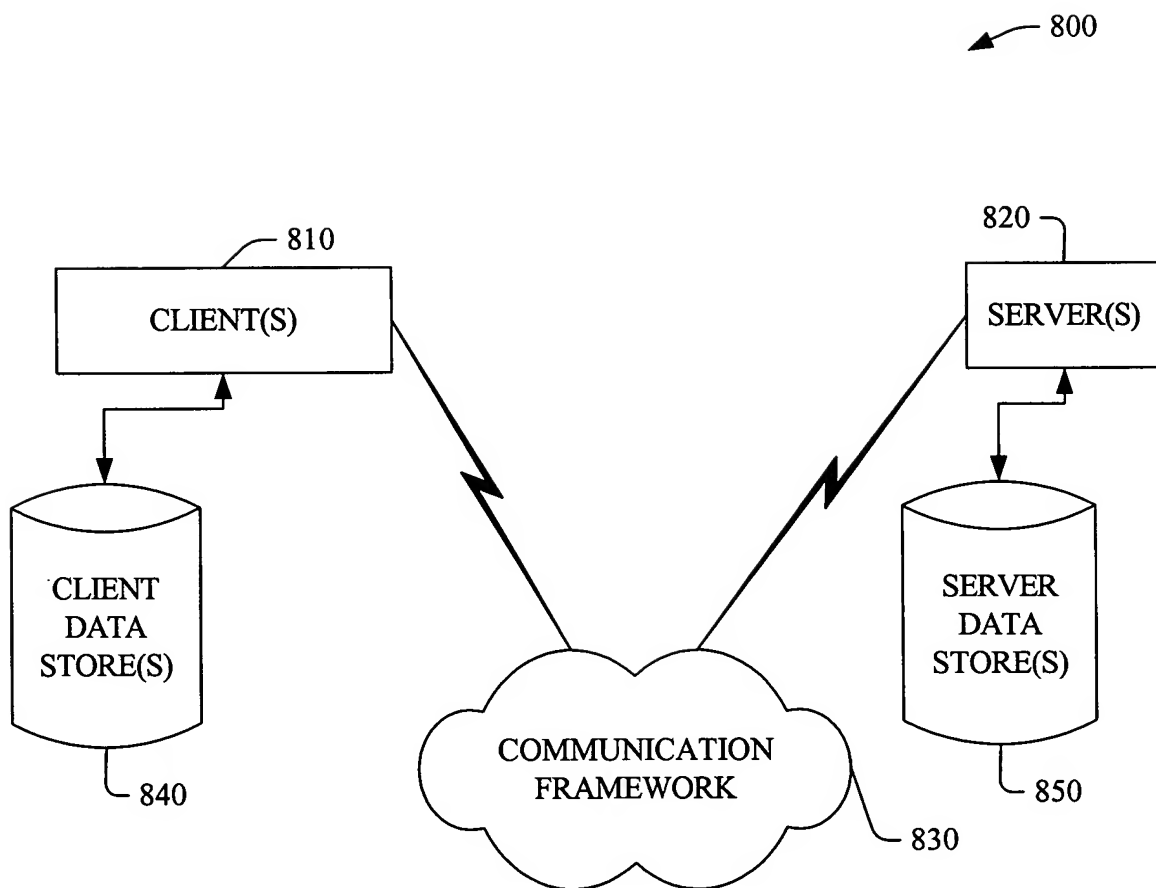 800
810
820
CLIENT(S)
SERVER(S)
CLIENT
DATA
STORE(S)
SERVER
DATA
STORE(S)
COMMUNICATION
FRAMEWORK
840
850
830